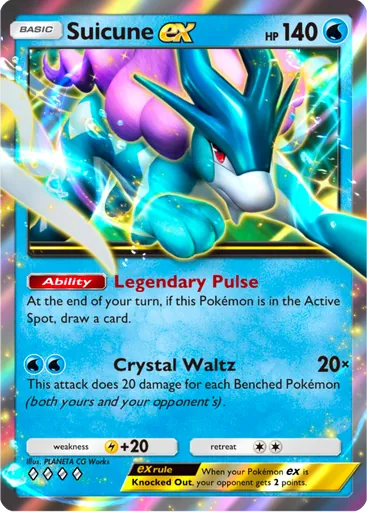 BASIC Suicune ex HP 140
Ability Legendary Pulse
At the end of your turn, if this Pokémon is in the Active
Spot, draw a card.
Crystal Waltz 20×
This attack does 20 damage for each Benched Pokémon
(both yours and your opponent's).
weakness +20 retreat
Illus. PLANETA CG Works
ex rule When your Pokémon ex is
Knocked Out, your opponent gets 2 points.